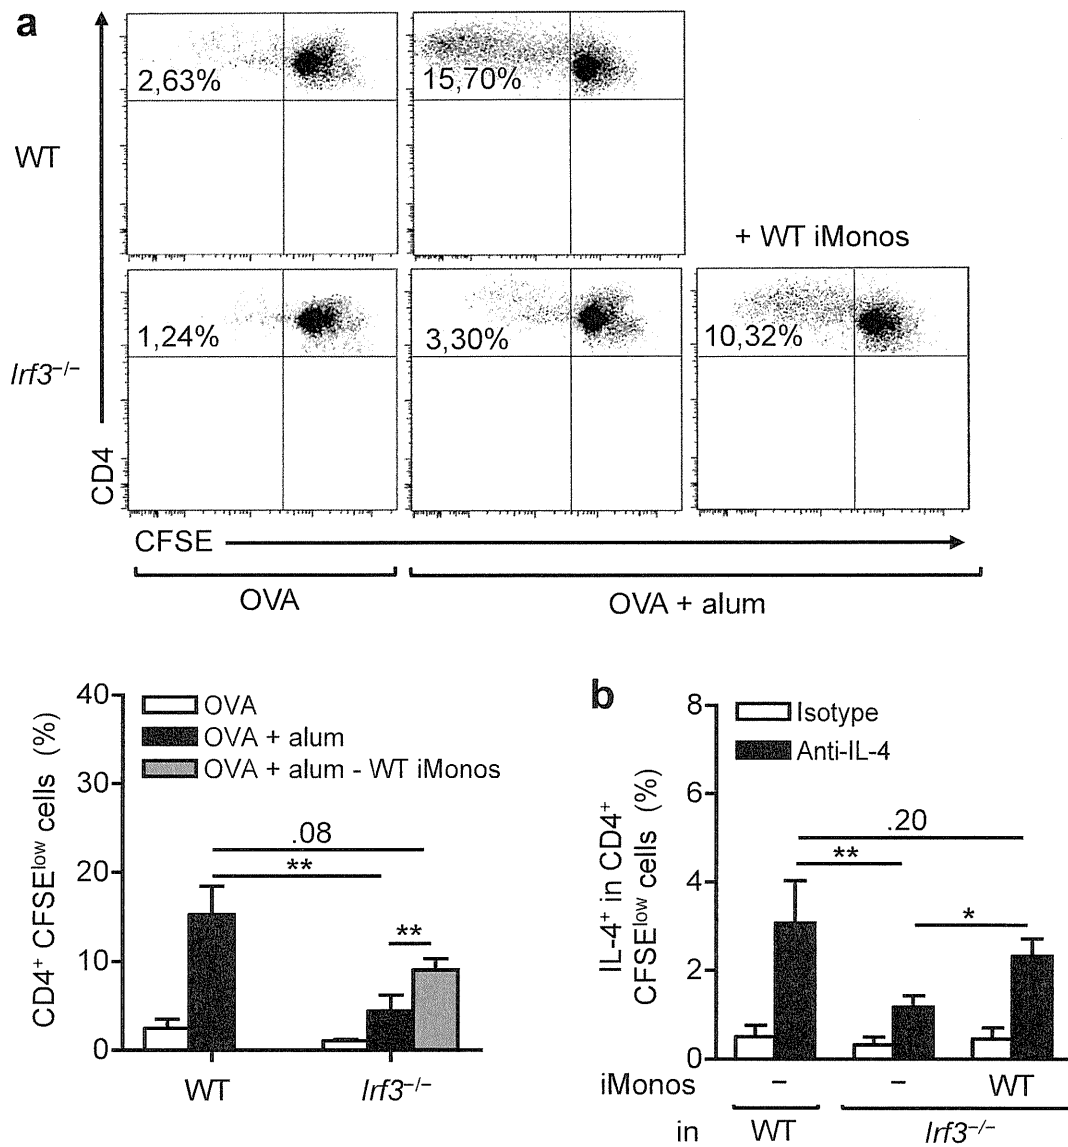 a
2,63%
15,70%
WT
+ WT iMonos
1,24%
3,30%
10,32%
Irf3⁻/⁻
CD4
CFSE
OVA
OVA + alum
CD4⁺ CFSEˡᵒʷ cells (%)
40
30
20
10
0
OVA
OVA + alum
OVA + alum - WT iMonos
.08
**
**
WT
Irf3⁻/⁻
b
IL-4⁺ in CD4⁺
CFSEˡᵒʷ cells (%)
8
6
4
2
0
Isotype
Anti-IL-4
.20
**
*
iMonos – – WT
in WT Irf3⁻/⁻